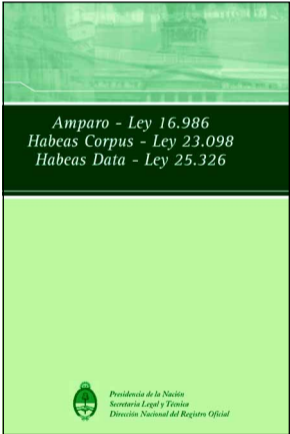 Amparo - Ley 16.986
Habeas Corpus - Ley 23.098
Habeas Data - Ley 25.326
Presidencia de la Nación
Secretaría Legal y Técnica
Dirección Nacional del Registro Oficial